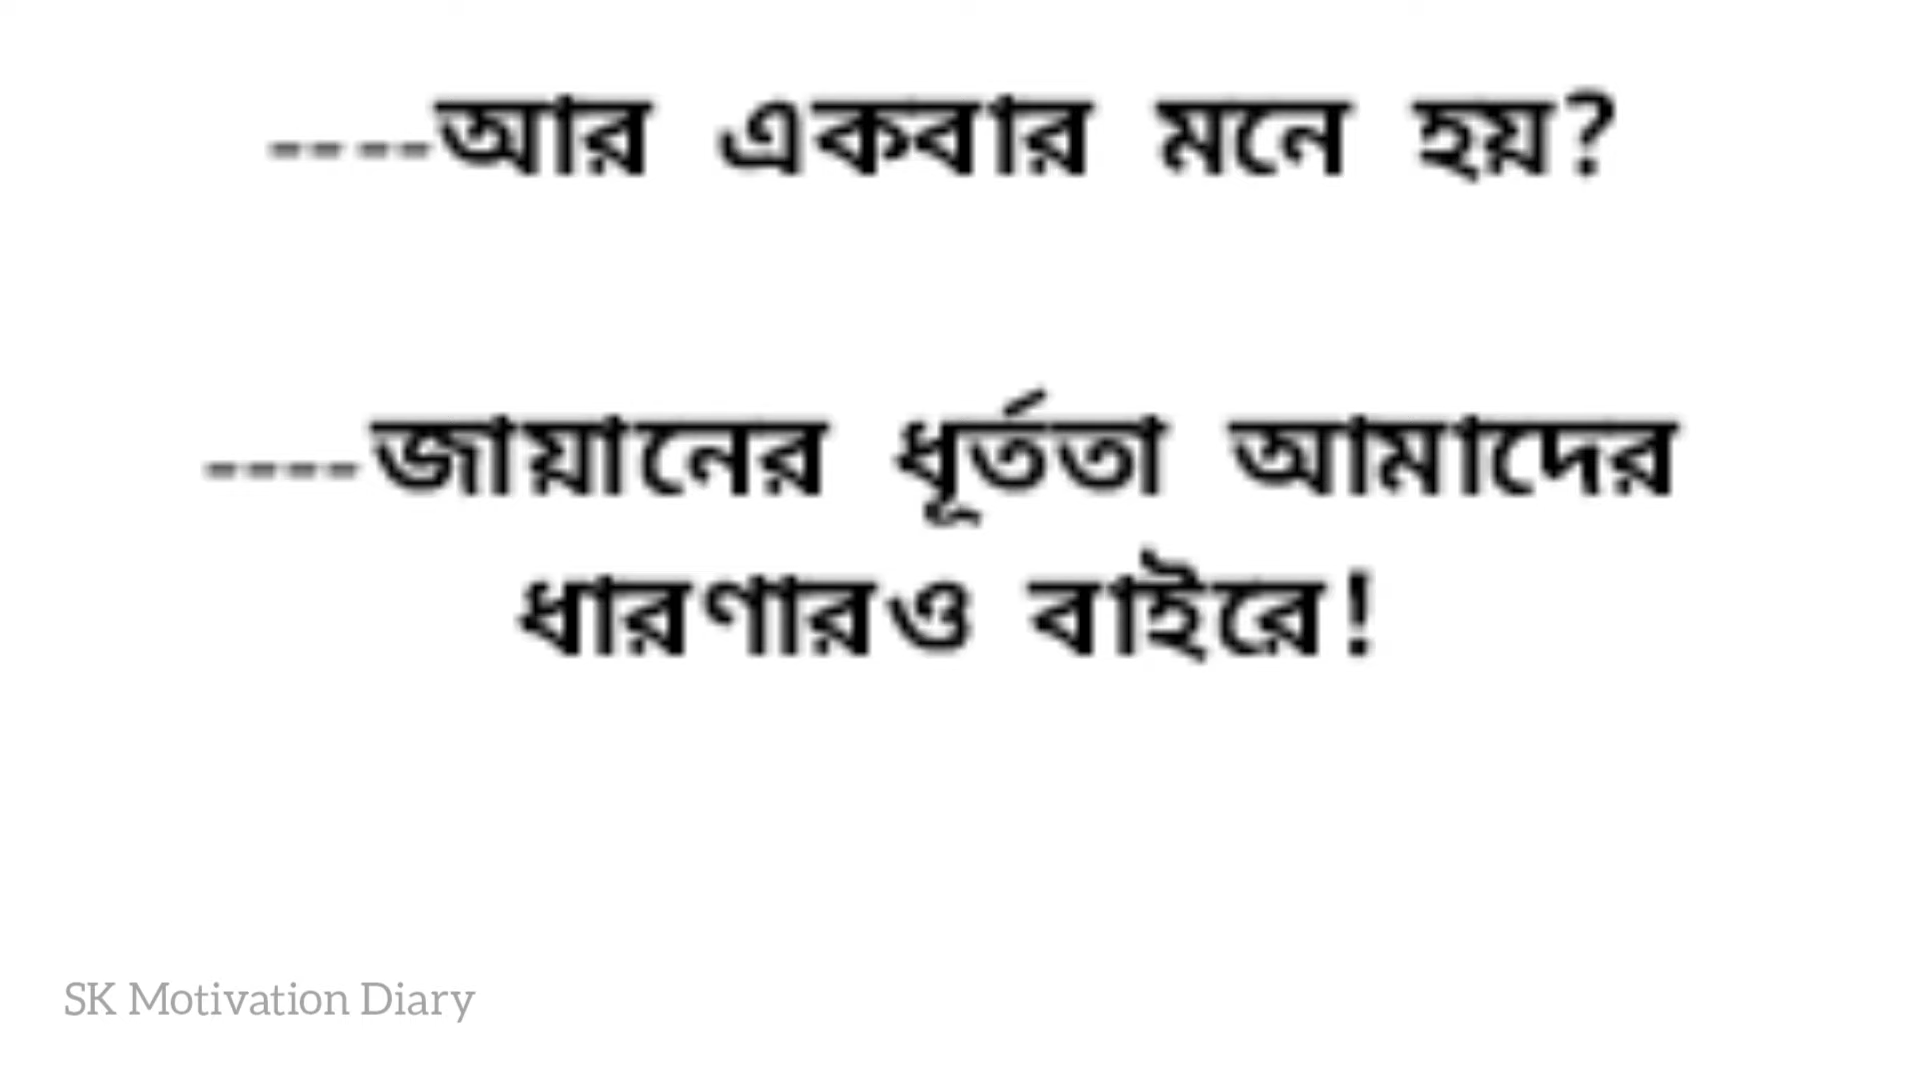 ----আর একবার মনে হয়?
----জায়ানের ধূর্ততা আমাদের
ধারণারও বাইরে!
SK Motivation Diary